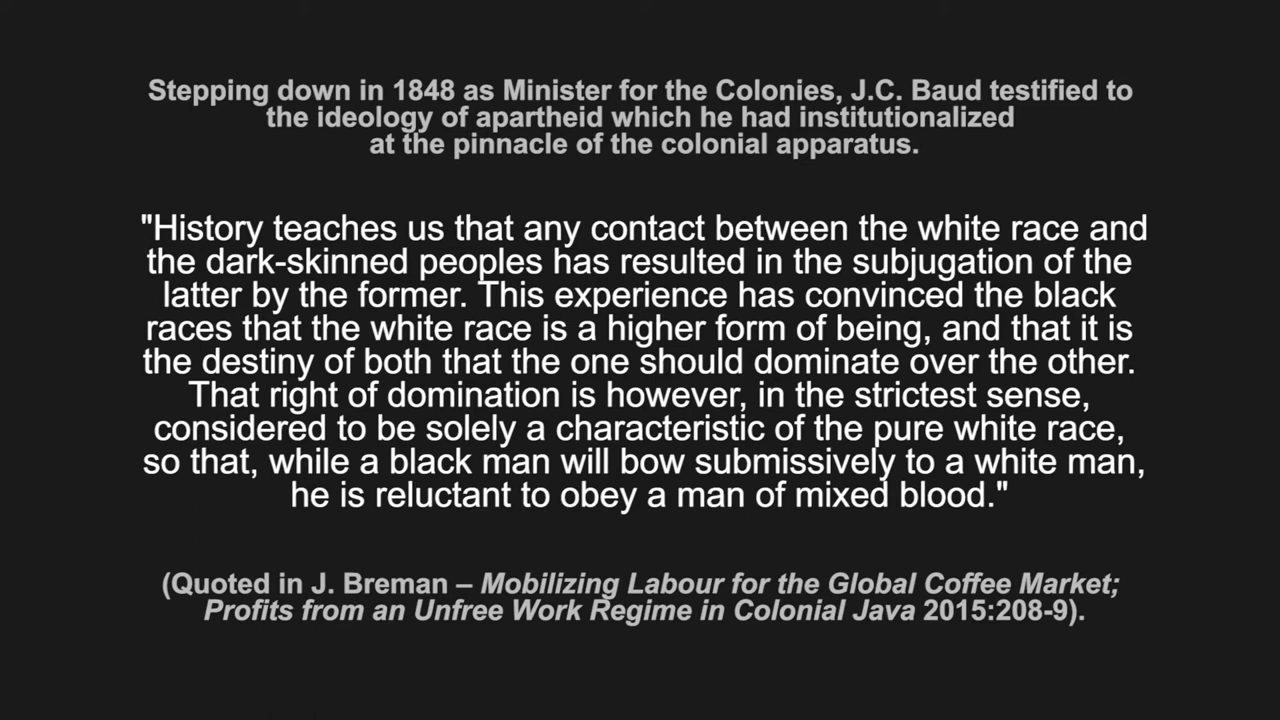 Stepping down in 1848 as Minister for the Colonies, J.C. Baud testified to
the ideology of apartheid which he had institutionalized
at the pinnacle of the colonial apparatus.
"History teaches us that any contact between the white race and
the dark-skinned peoples has resulted in the subjugation of the
latter by the former. This experience has convinced the black
races that the white race is a higher form of being, and that it is
the destiny of both that the one should dominate over the other.
That right of domination is however, in the strictest sense,
considered to be solely a characteristic of the pure white race,
so that, while a black man will bow submissively to a white man,
he is reluctant to obey a man of mixed blood."
(Quoted in J. Breman – Mobilizing Labour for the Global Coffee Market;
Profits from an Unfree Work Regime in Colonial Java 2015:208-9).